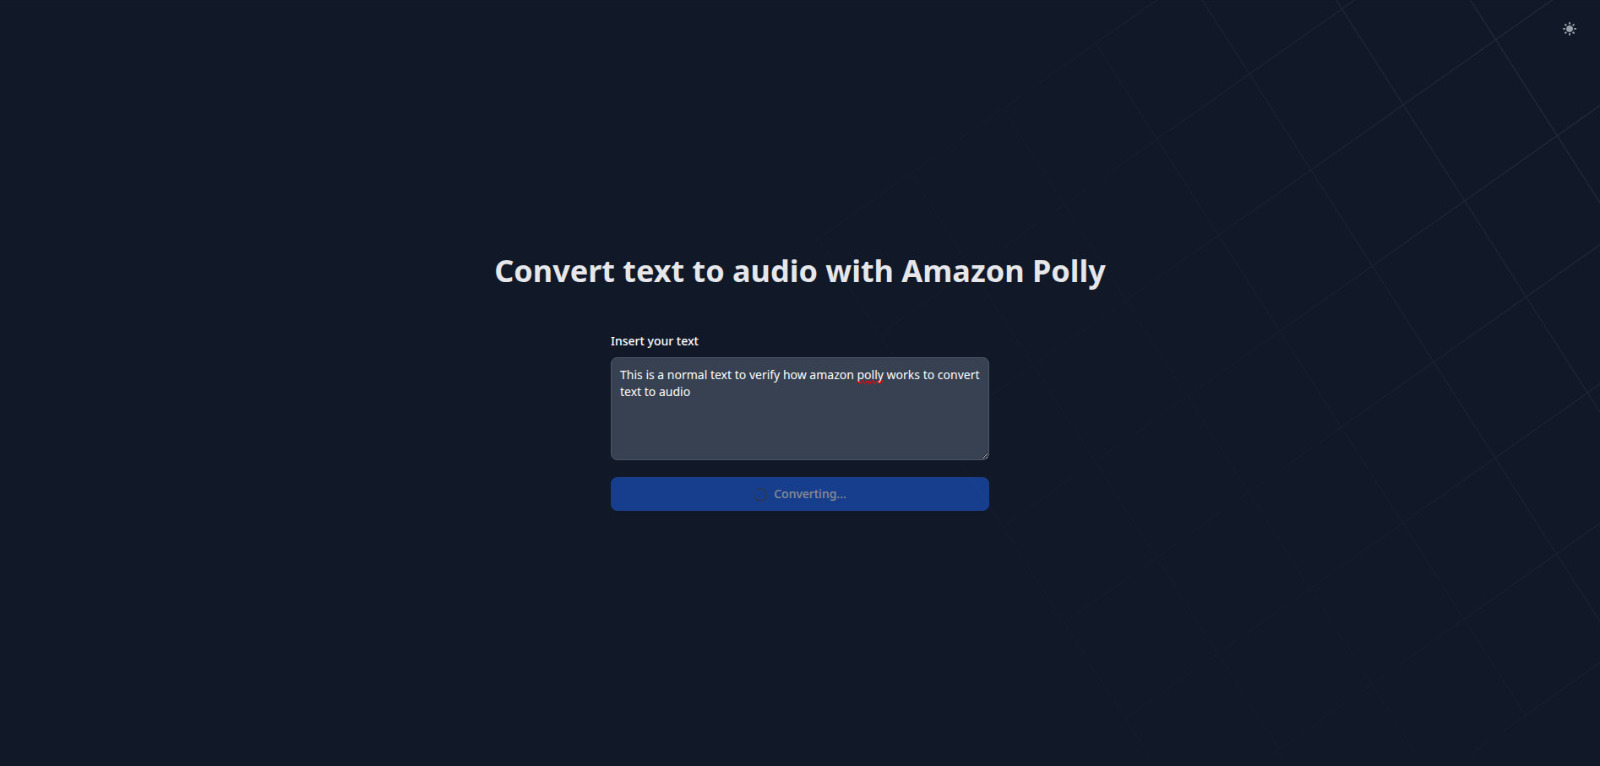 Convert text to audio with Amazon Polly
Insert your text
This is a normal text to verify how amazon polly works to convert
text to audio
Converting...